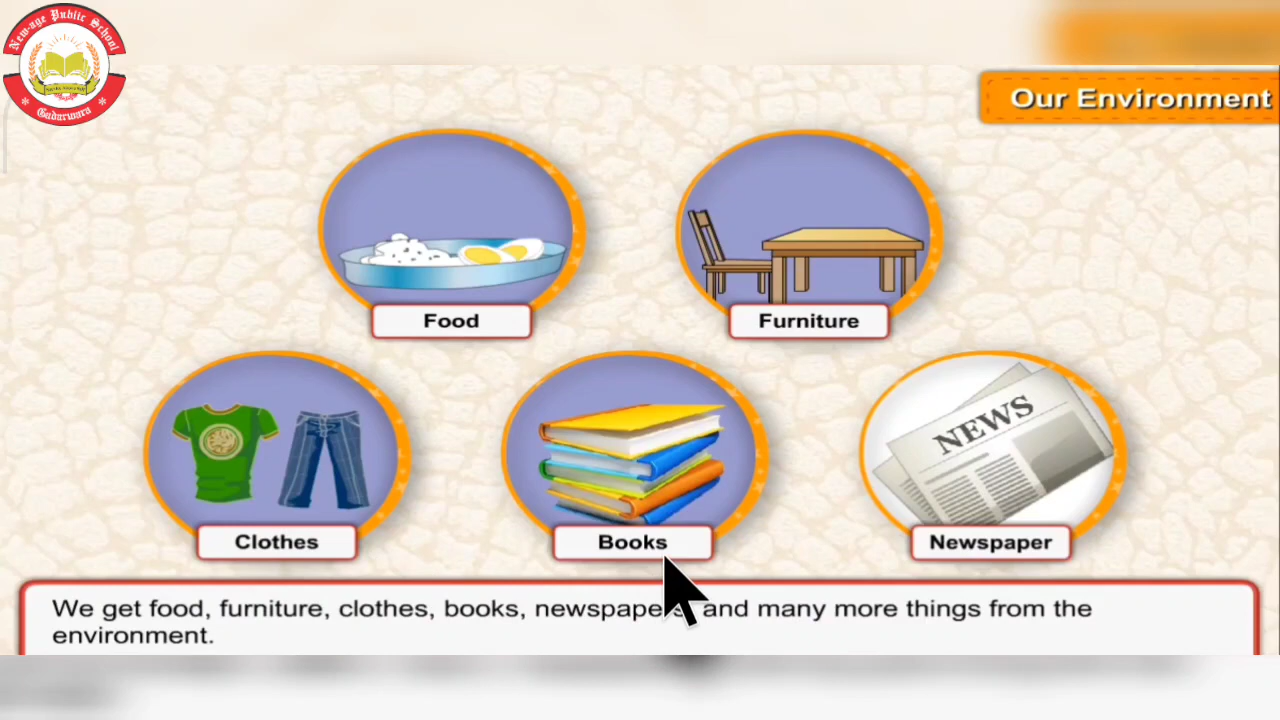 New-age Public School
Gadarwara
Our Environment
Food
Furniture
NEWS
Clothes
Books
Newspaper
We get food, furniture, clothes, books, newspapers, and many more things from the
environment.